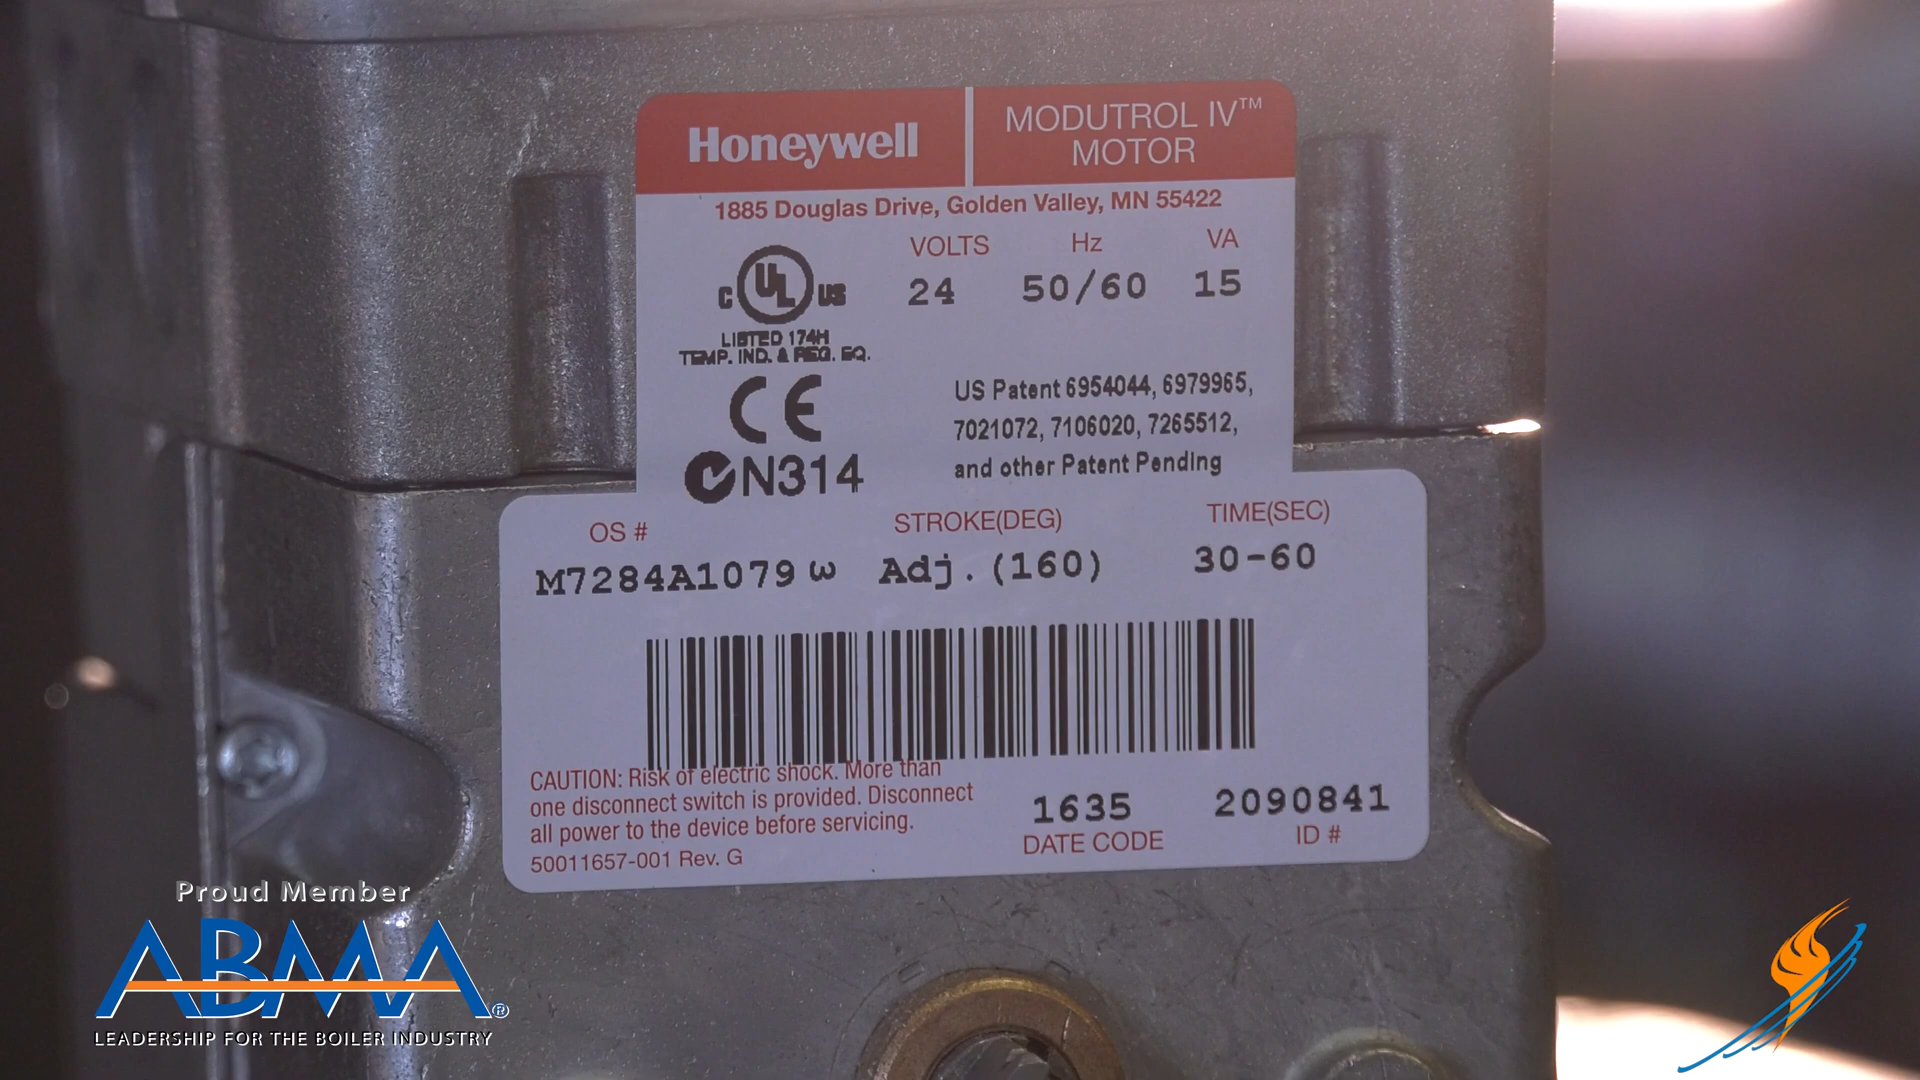 Honeywell
MODUTROL IV™
MOTOR
1885 Douglas Drive, Golden Valley, MN 55422
VOLTS Hz VA
24 50/60 15
C UL US
LISTED 174H
TEMP. IND. & REG. EQ.
CE
N314
US Patent 6954044, 6979965,
7021072, 7106020, 7265512,
and other Patent Pending
OS # STROKE(DEG) TIME(SEC)
M7284A1079 ω Adj.(160) 30-60
CAUTION: Risk of electric shock. More than
one disconnect switch is provided. Disconnect
all power to the device before servicing.
50011657-001 Rev. G
1635
DATE CODE
2090841
ID #
Proud Member
ABMA®
LEADERSHIP FOR THE BOILER INDUSTRY